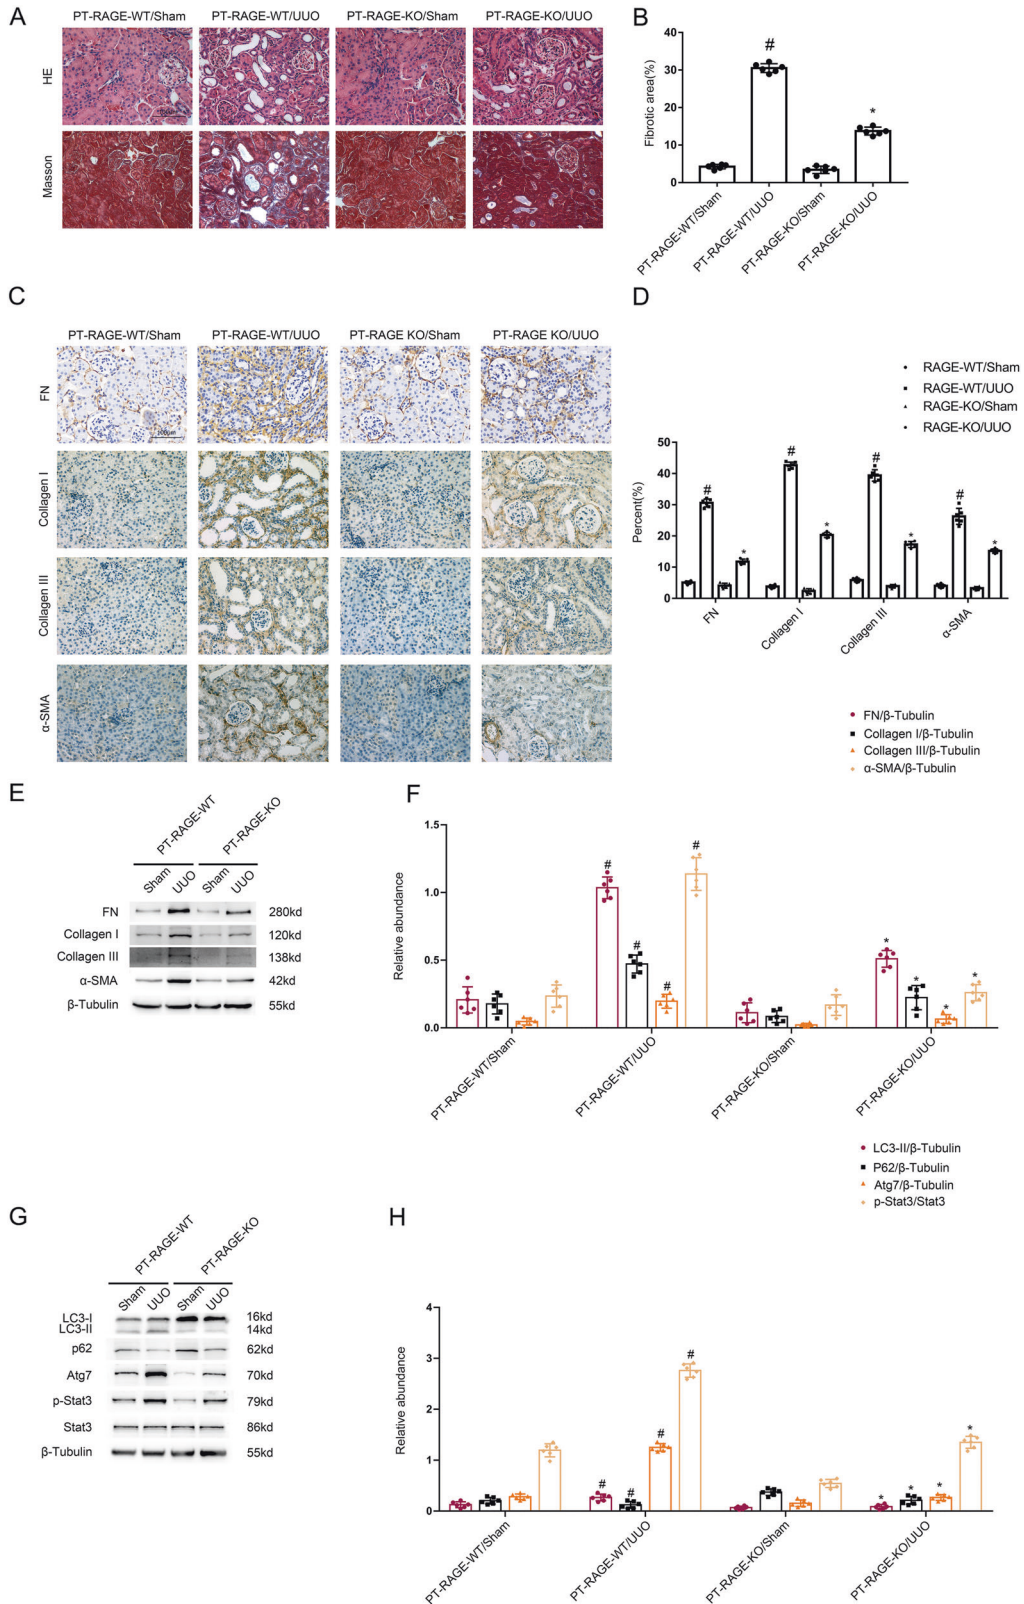 A
PT-RAGE-WT/Sham PT-RAGE-WT/UUO PT-RAGE-KO/Sham PT-RAGE-KO/UUO
HE
Masson
B
Fibrotic area(%)
40
30
20
10
0
#
*
PT-RAGE-WT/Sham
PT-RAGE-WT/UUO
PT-RAGE-KO/Sham
PT-RAGE-KO/UUO
C
PT-RAGE-WT/Sham PT-RAGE-WT/UUO PT-RAGE KO/Sham PT-RAGE KO/UUO
FN
Collagen I
Collagen III
α-SMA
D
RAGE-WT/Sham
RAGE-WT/UUO
RAGE-KO/Sham
RAGE-KO/UUO
Percent(%)
50
40
30
20
10
0
# * # * # * # *
FN
Collagen I
Collagen III
α-SMA
E
PT-RAGE-WT PT-RAGE-KO
Sham UUO Sham UUO
FN 280kd
Collagen I 120kd
Collagen III 138kd
α-SMA 42kd
β-Tubulin 55kd
F
FN/β-Tubulin
Collagen I/β-Tubulin
Collagen III/β-Tubulin
α-SMA/β-Tubulin
Relative abundance
1.5
1.0
0.5
0.0
# # # #
* * * *
PT-RAGE-WT/Sham
PT-RAGE-WT/UUO
PT-RAGE-KO/Sham
PT-RAGE-KO/UUO
G
PT-RAGE-WT PT-RAGE-KO
Sham UUO Sham UUO
LC3-I 16kd
LC3-II 14kd
p62 62kd
Atg7 70kd
p-Stat3 79kd
Stat3 86kd
β-Tubulin 55kd
H
LC3-II/β-Tubulin
P62/β-Tubulin
Atg7/β-Tubulin
p-Stat3/Stat3
Relative abundance
4
3
2
1
0
# # # #
* * * *
PT-RAGE-WT/Sham
PT-RAGE-WT/UUO
PT-RAGE-KO/Sham
PT-RAGE-KO/UUO